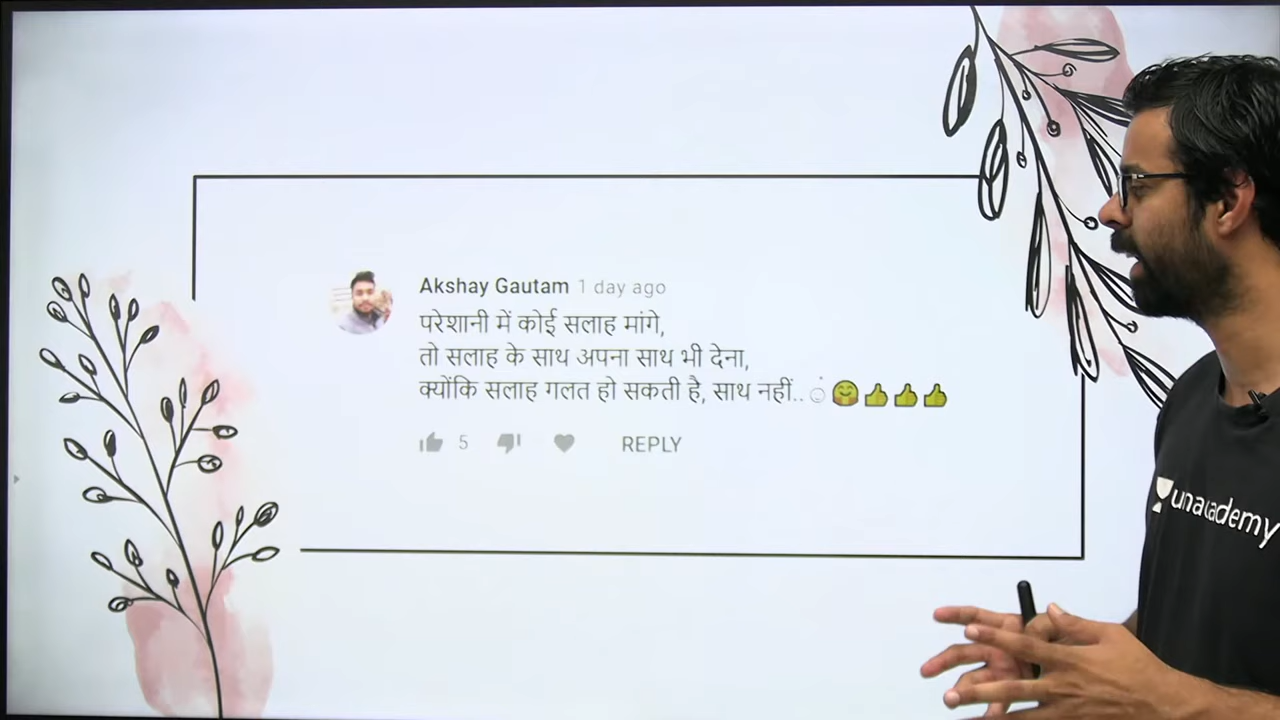 Akshay Gautam 1 day ago
परेशानी में कोई सलाह मांगे,
तो सलाह के साथ अपना साथ भी देना,
क्योंकि सलाह गलत हो सकती है, साथ नहीं..
5
REPLY
unacademy